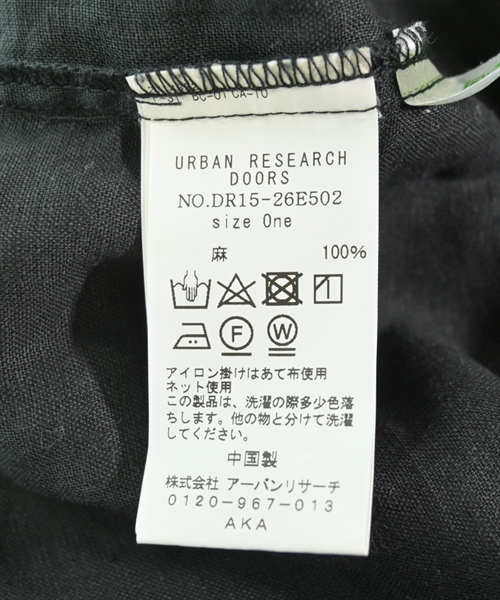 URBAN RESEARCH
DOORS
NO.DR15-26E502
size One
麻 100%
F
W
アイロン掛けはあて布使用
ネット使用
この製品は、洗濯の際多少色落
ちします。他の物と分けて洗濯
してください。
中国製
株式会社 アーバンリサーチ
0120-967-013
AKA